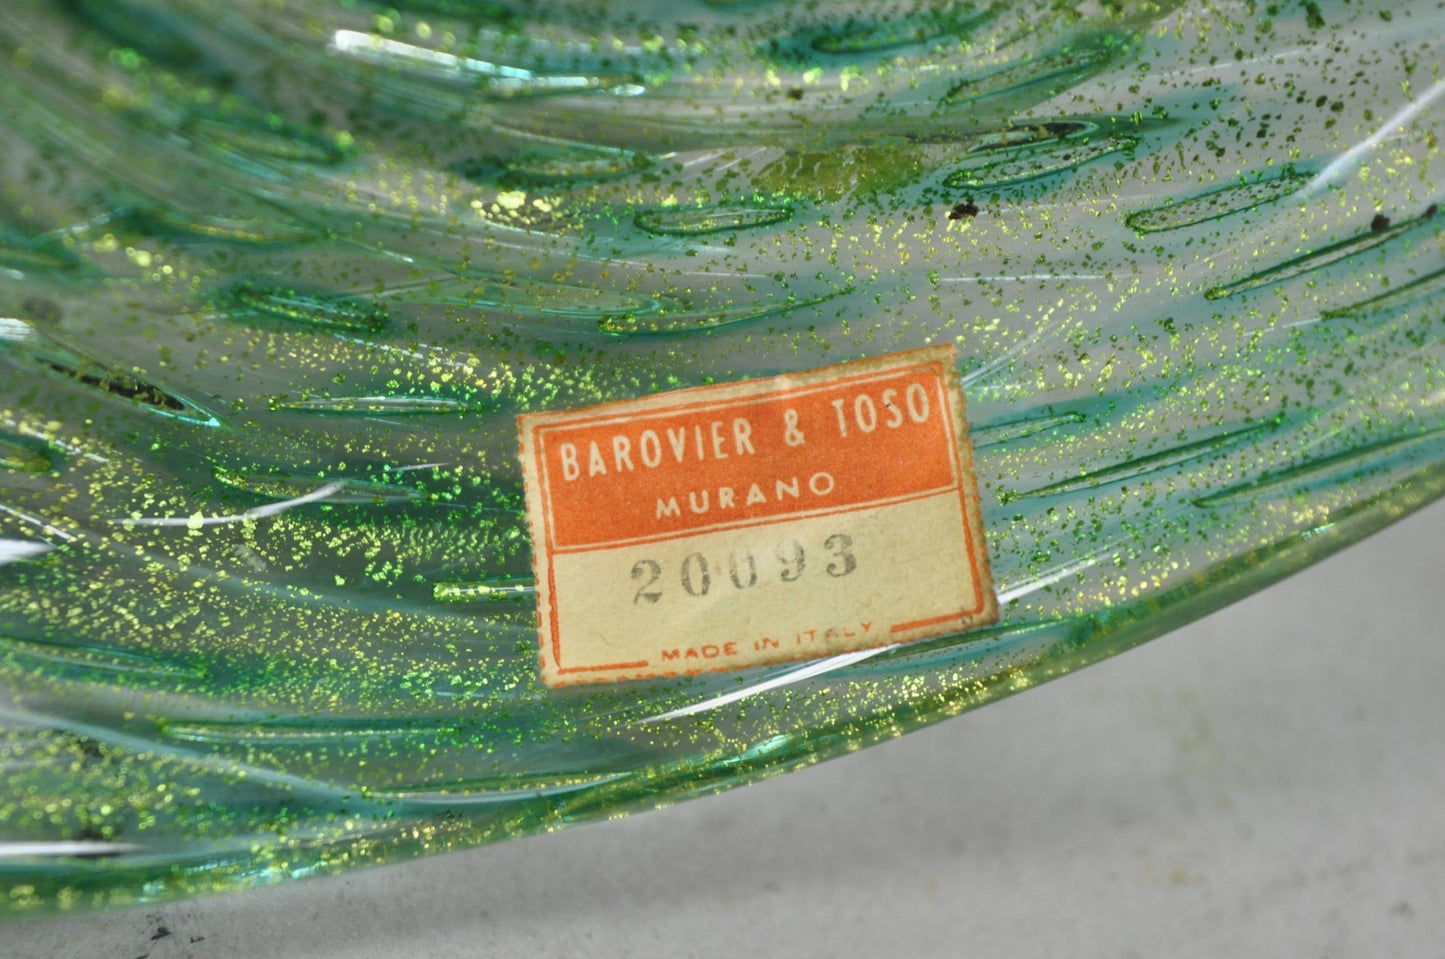 BAROVIER & TOSO
MURANO
20093
MADE IN ITALY